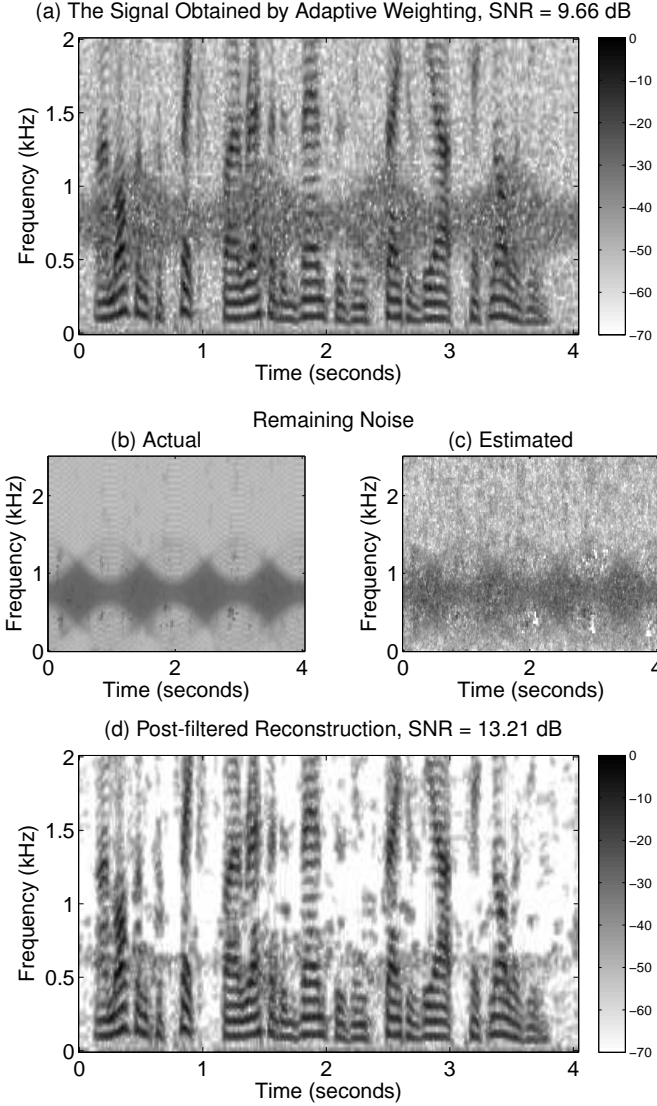 (a) The Signal Obtained by Adaptive Weighting, SNR = 9.66 dB
2
1.5
1
0.5
0
Frequency (kHz)
0 1 2 3 4
Time (seconds)
0
−10
−20
−30
−40
−50
−60
−70
Remaining Noise
(b) Actual
2
1
0
Frequency (kHz)
0 2 4
Time (seconds)
(c) Estimated
2
1
0
Frequency (kHz)
0 2 4
Time (seconds)
(d) Post-filtered Reconstruction, SNR = 13.21 dB
2
1.5
1
0.5
0
Frequency (kHz)
0 1 2 3 4
Time (seconds)
0
−10
−20
−30
−40
−50
−60
−70